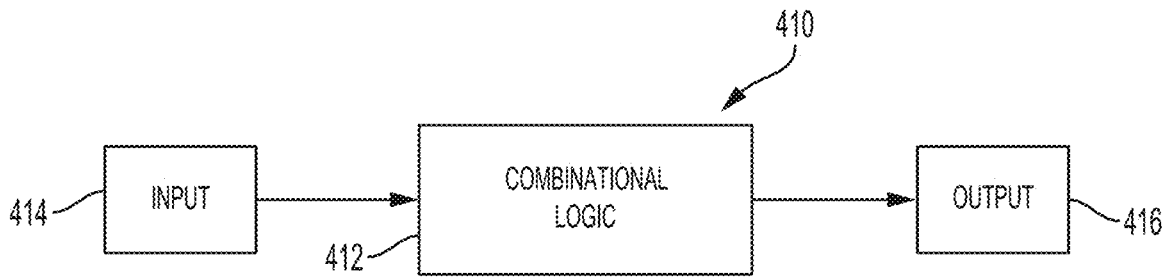 410
INPUT
COMBINATIONAL
LOGIC
OUTPUT
414
412
416